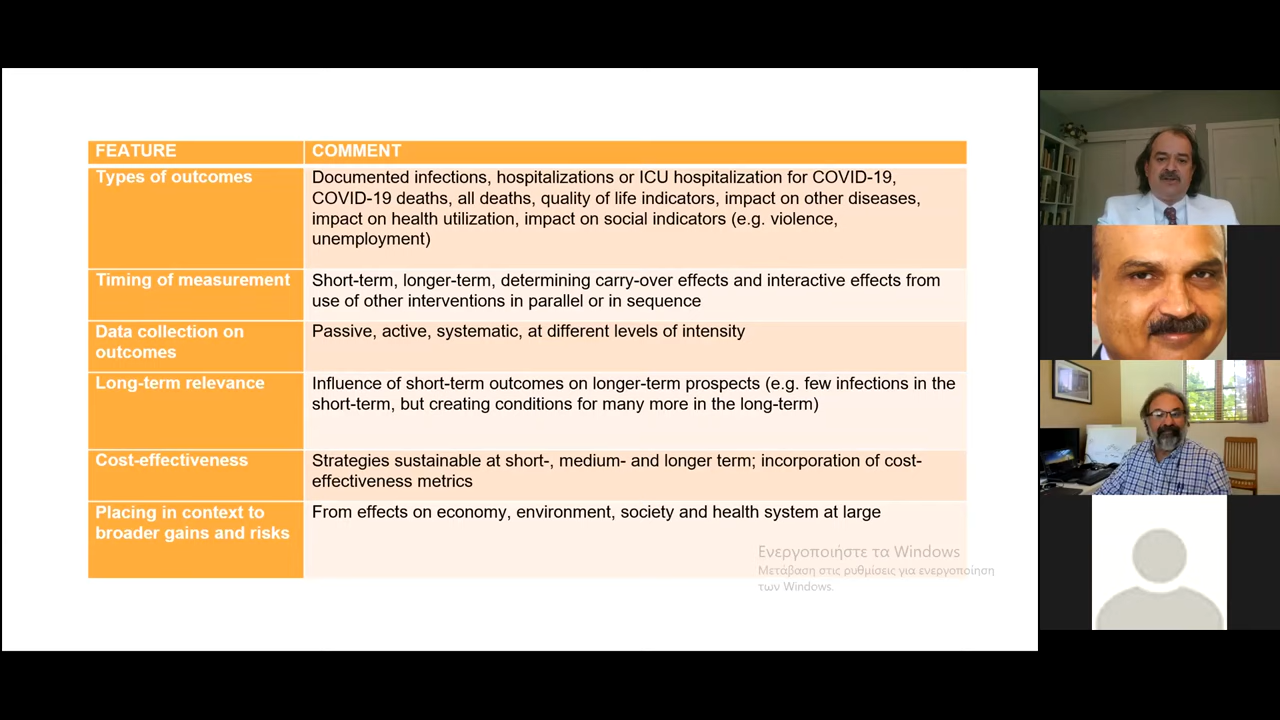 FEATURE
COMMENT
Types of outcomes
Documented infections, hospitalizations or ICU hospitalization for COVID-19,
COVID-19 deaths, all deaths, quality of life indicators, impact on other diseases,
impact on health utilization, impact on social indicators (e.g. violence,
unemployment)
Timing of measurement
Short-term, longer-term, determining carry-over effects and interactive effects from
use of other interventions in parallel or in sequence
Data collection on
outcomes
Passive, active, systematic, at different levels of intensity
Long-term relevance
Influence of short-term outcomes on longer-term prospects (e.g. few infections in the
short-term, but creating conditions for many more in the long-term)
Cost-effectiveness
Strategies sustainable at short-, medium- and longer term; incorporation of cost-
effectiveness metrics
Placing in context to
broader gains and risks
From effects on economy, environment, society and health system at large
Ενεργοποιήστε τα Windows
Μετάβαση στις ρυθμίσεις για ενεργοποίηση
των Windows.